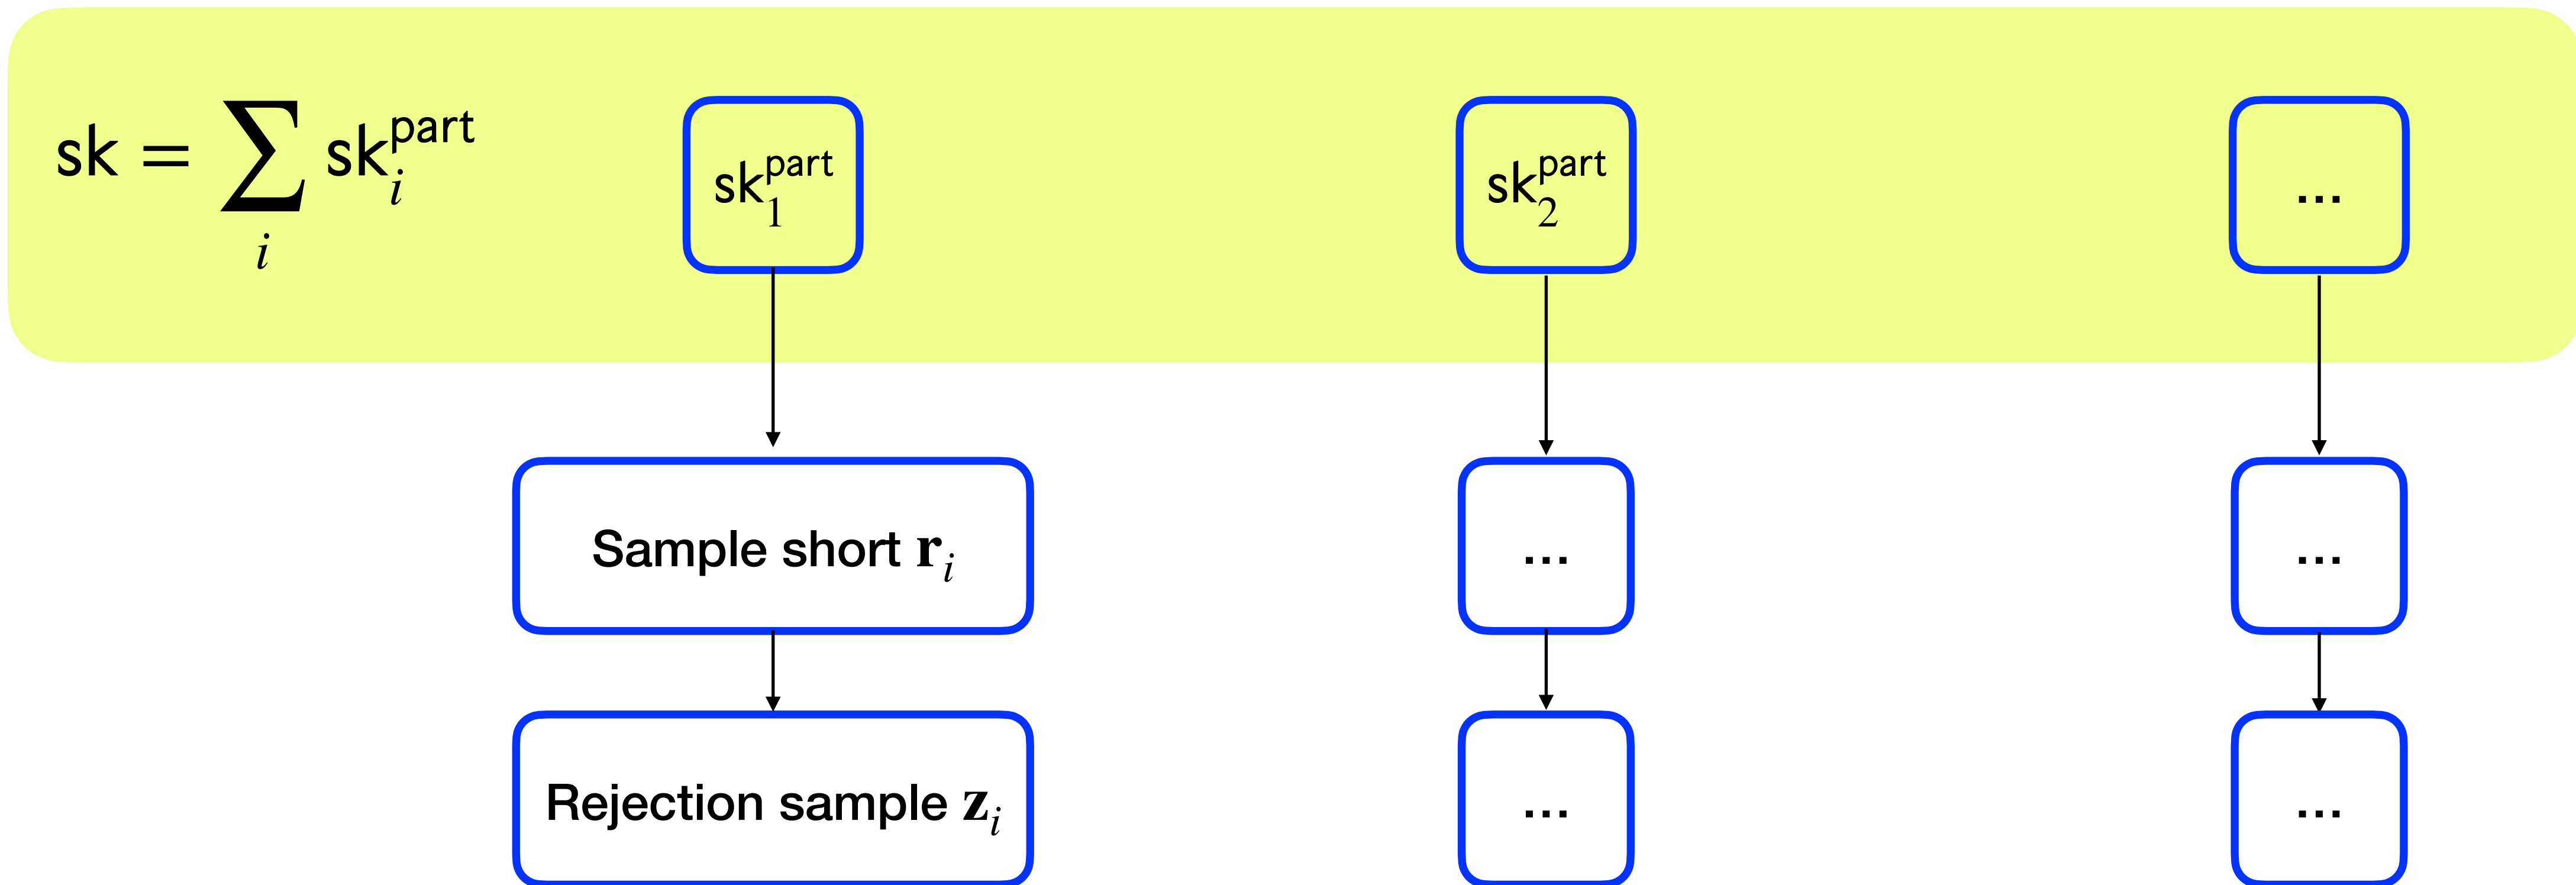 sk = ∑_i sk_i^part
sk_1^part
sk_2^part
...
Sample short r_i
...
...
Rejection sample z_i
...
...